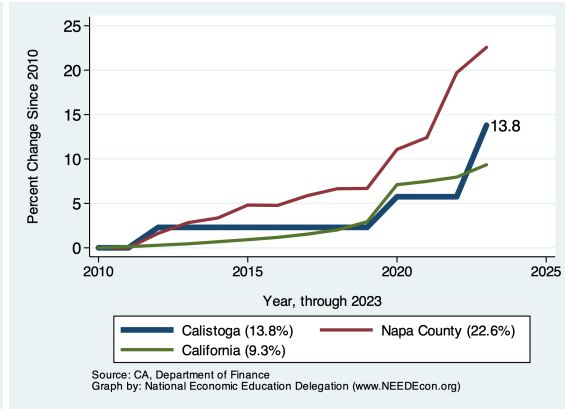 Percent Change Since 2010
25
20
15
10
5
0
13.8
2010
2015
2020
2025
Year, through 2023
Calistoga (13.8%)
Napa County (22.6%)
California (9.3%)
Source: CA, Department of Finance
Graph by: National Economic Education Delegation (www.NEEDEcon.org)